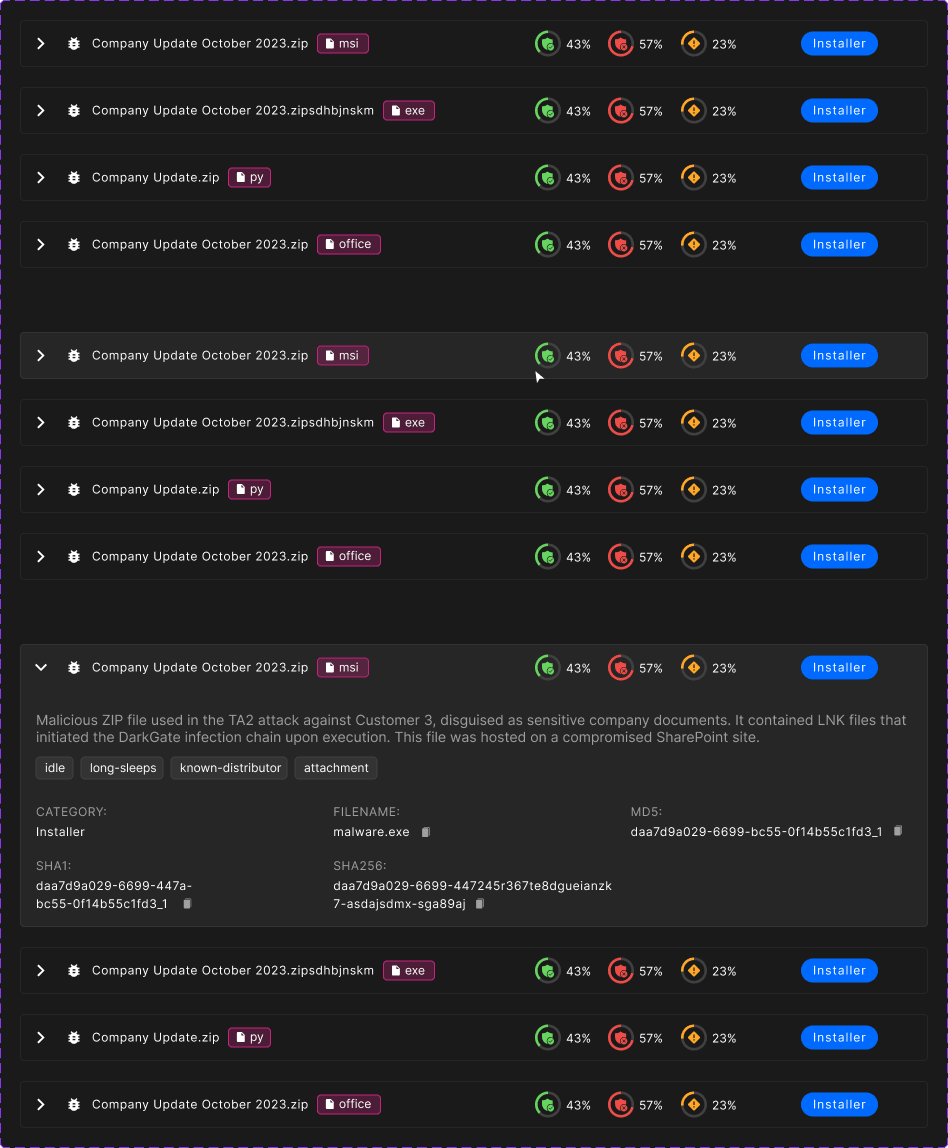 Company Update October 2023.zip msi 43% 57% 23% Installer
Company Update October 2023.zipsdhbjnskm exe 43% 57% 23% Installer
Company Update.zip py 43% 57% 23% Installer
Company Update October 2023.zip office 43% 57% 23% Installer
Company Update October 2023.zip msi 43% 57% 23% Installer
Company Update October 2023.zipsdhbjnskm exe 43% 57% 23% Installer
Company Update.zip py 43% 57% 23% Installer
Company Update October 2023.zip office 43% 57% 23% Installer
Company Update October 2023.zip msi 43% 57% 23% Installer
Malicious ZIP file used in the TA2 attack against Customer 3, disguised as sensitive company documents. It contained LNK files that
initiated the DarkGate infection chain upon execution. This file was hosted on a compromised SharePoint site.
idle long-sleeps known-distributor attachment
CATEGORY: FILENAME: MD5:
Installer malware.exe daa7d9a029-6699-bc55-0f14b55c1fd3_1
SHA1: SHA256:
daa7d9a029-6699-447a- daa7d9a029-6699-447245r367te8dgueianzk
bc55-0f14b55c1fd3_1 7-asdajsdmx-sga89aj
Company Update October 2023.zipsdhbjnskm exe 43% 57% 23% Installer
Company Update.zip py 43% 57% 23% Installer
Company Update October 2023.zip office 43% 57% 23% Installer